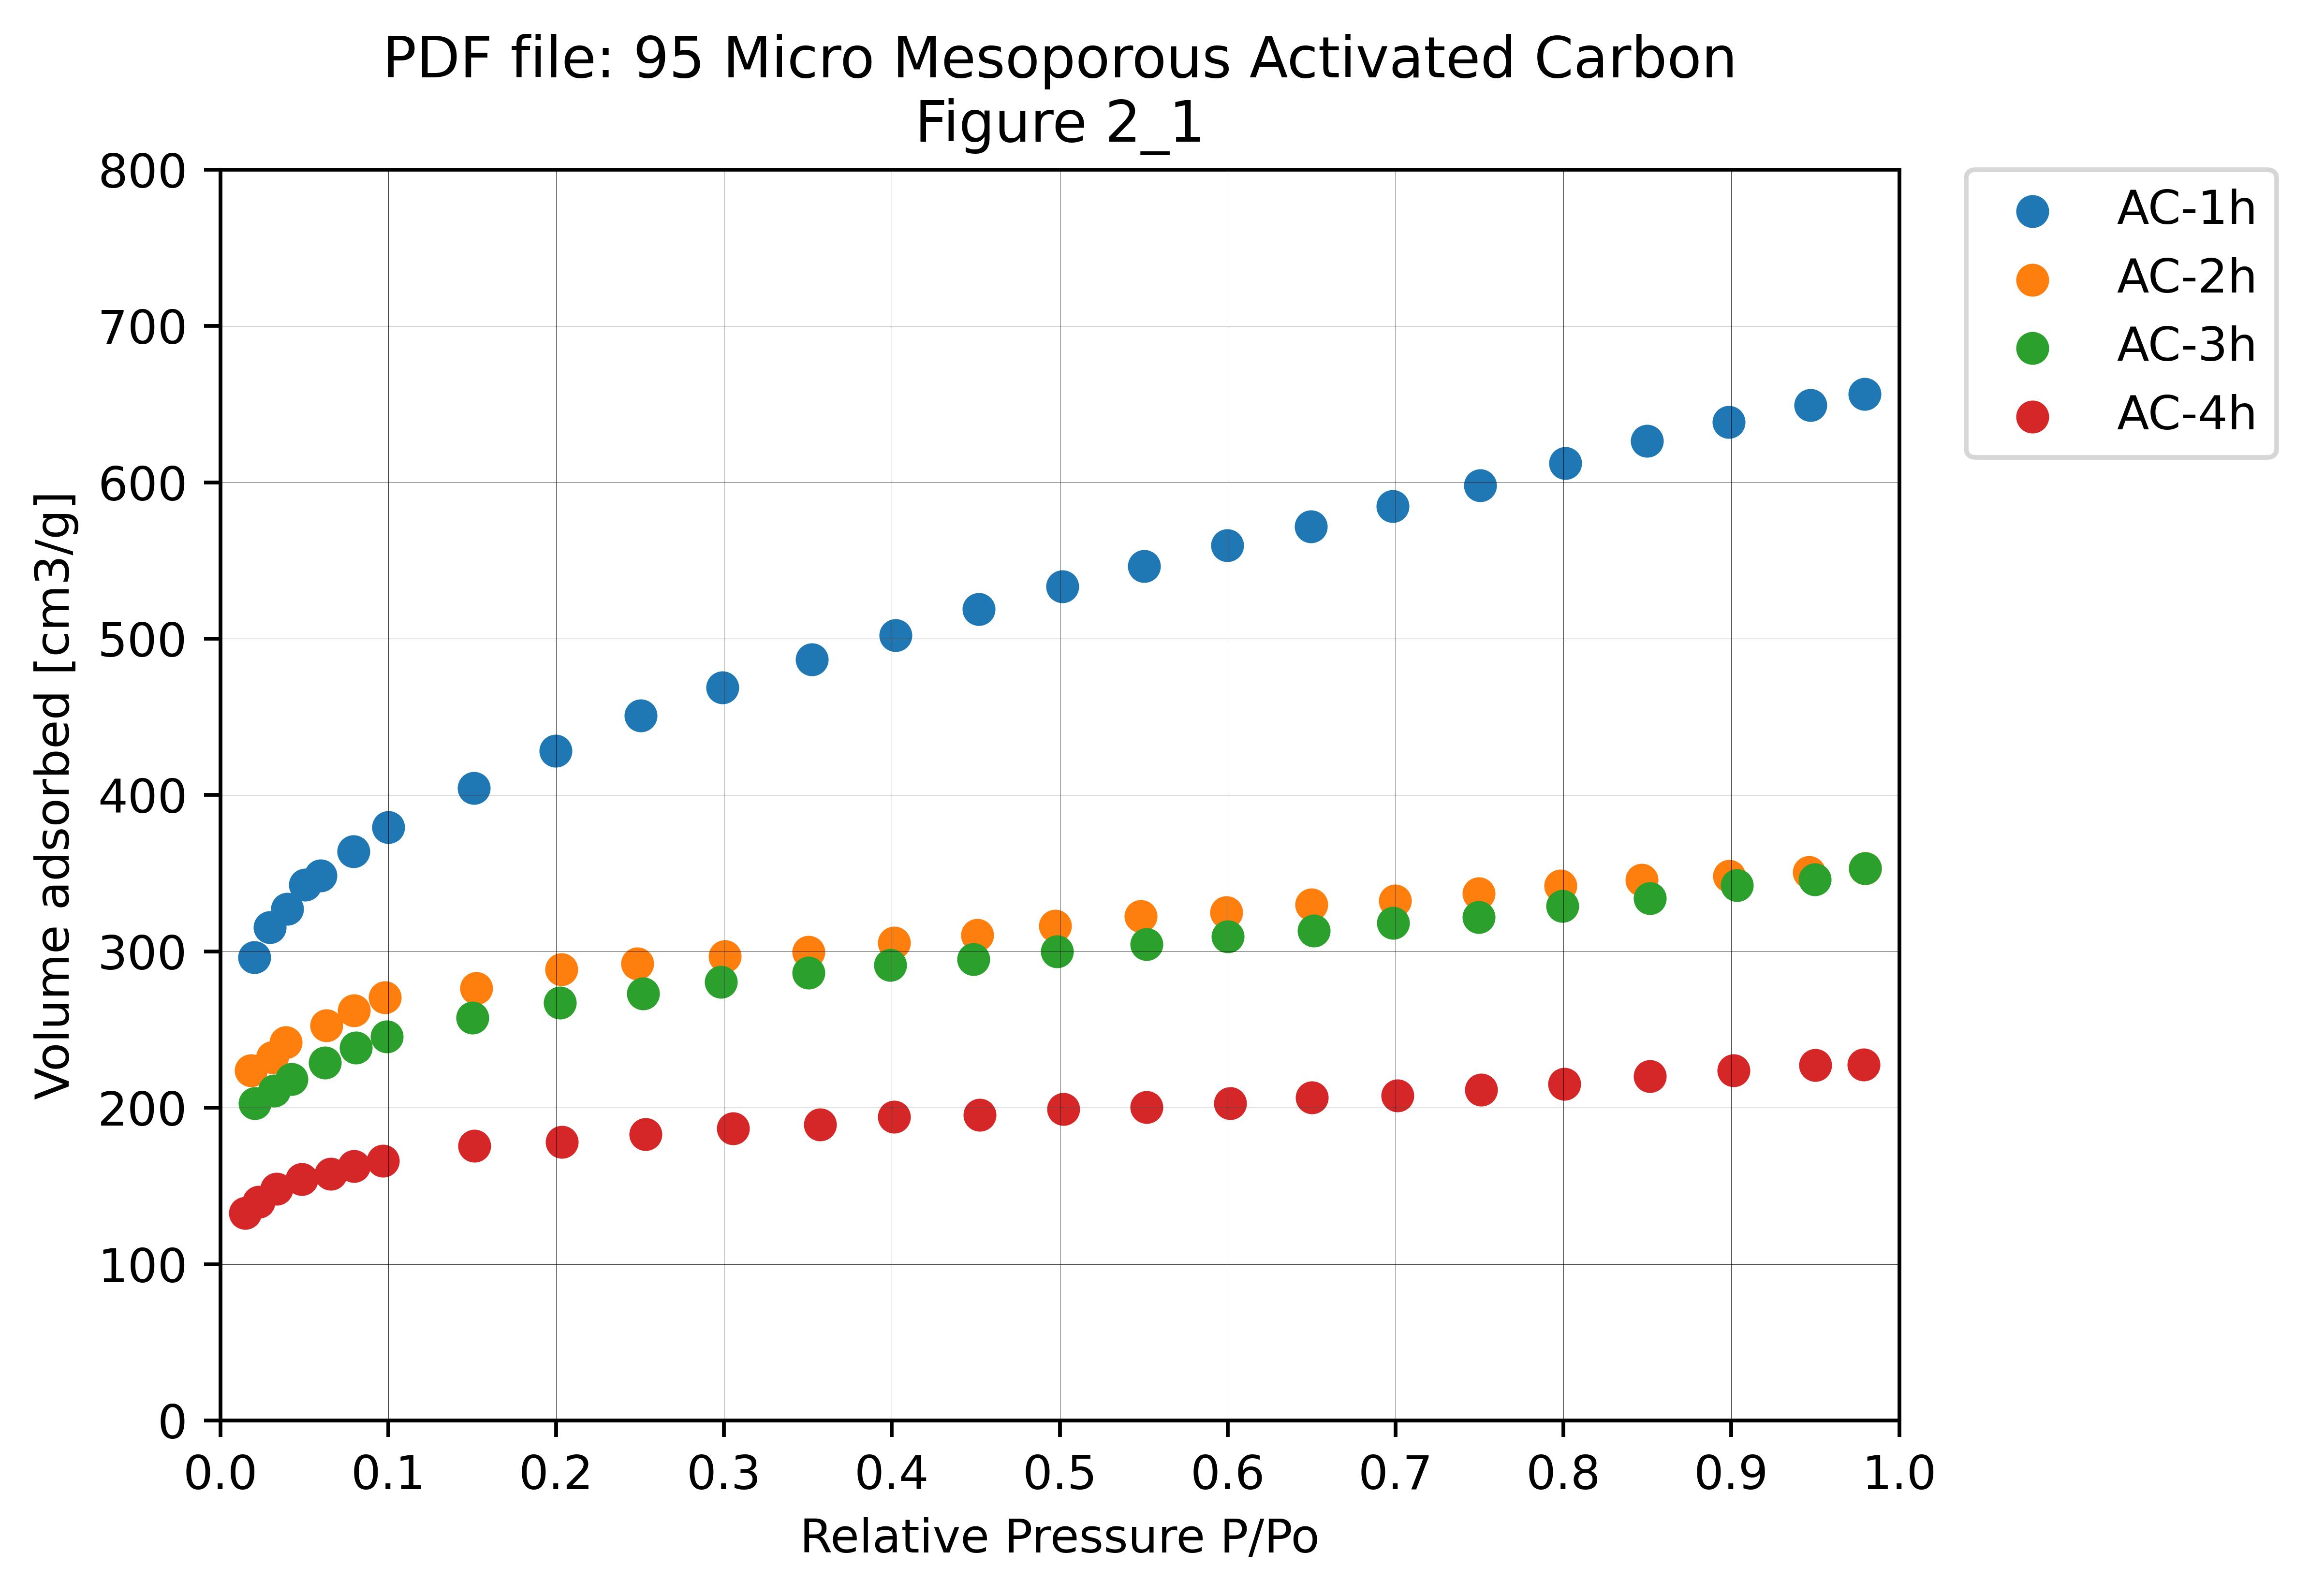 PDF file: 95 Micro Mesoporous Activated Carbon
Figure 2_1
800
700
600
500
400
300
200
100
0
Volume adsorbed [cm3/g]
0.0 0.1 0.2 0.3 0.4 0.5 0.6 0.7 0.8 0.9 1.0
Relative Pressure P/Po
AC-1h
AC-2h
AC-3h
AC-4h